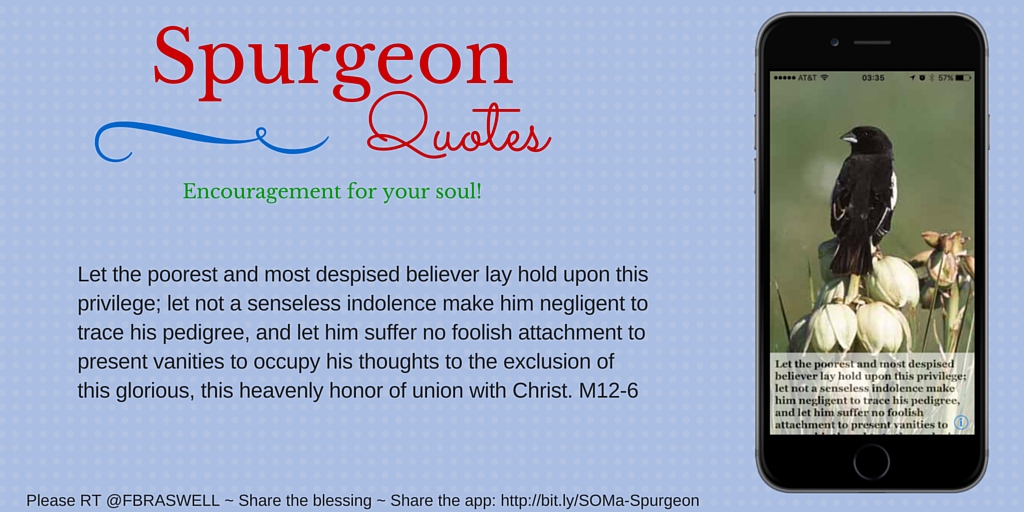 Spurgeon
Quotes
Encouragement for your soul!
Let the poorest and most despised believer lay hold upon this
privilege; let not a senseless indolence make him negligent to
trace his pedigree, and let him suffer no foolish attachment to
present vanities to occupy his thoughts to the exclusion of
this glorious, this heavenly honor of union with Christ. M12-6
Please RT @FBRASWELL ~ Share the blessing ~ Share the app: http://bit.ly/SOMa-Spurgeon
AT&T 03:35 57%
Let the poorest and most despised
believer lay hold upon this privilege;
let not a senseless indolence make
him negligent to trace his pedigree,
and let him suffer no foolish
attachment to present vanities to